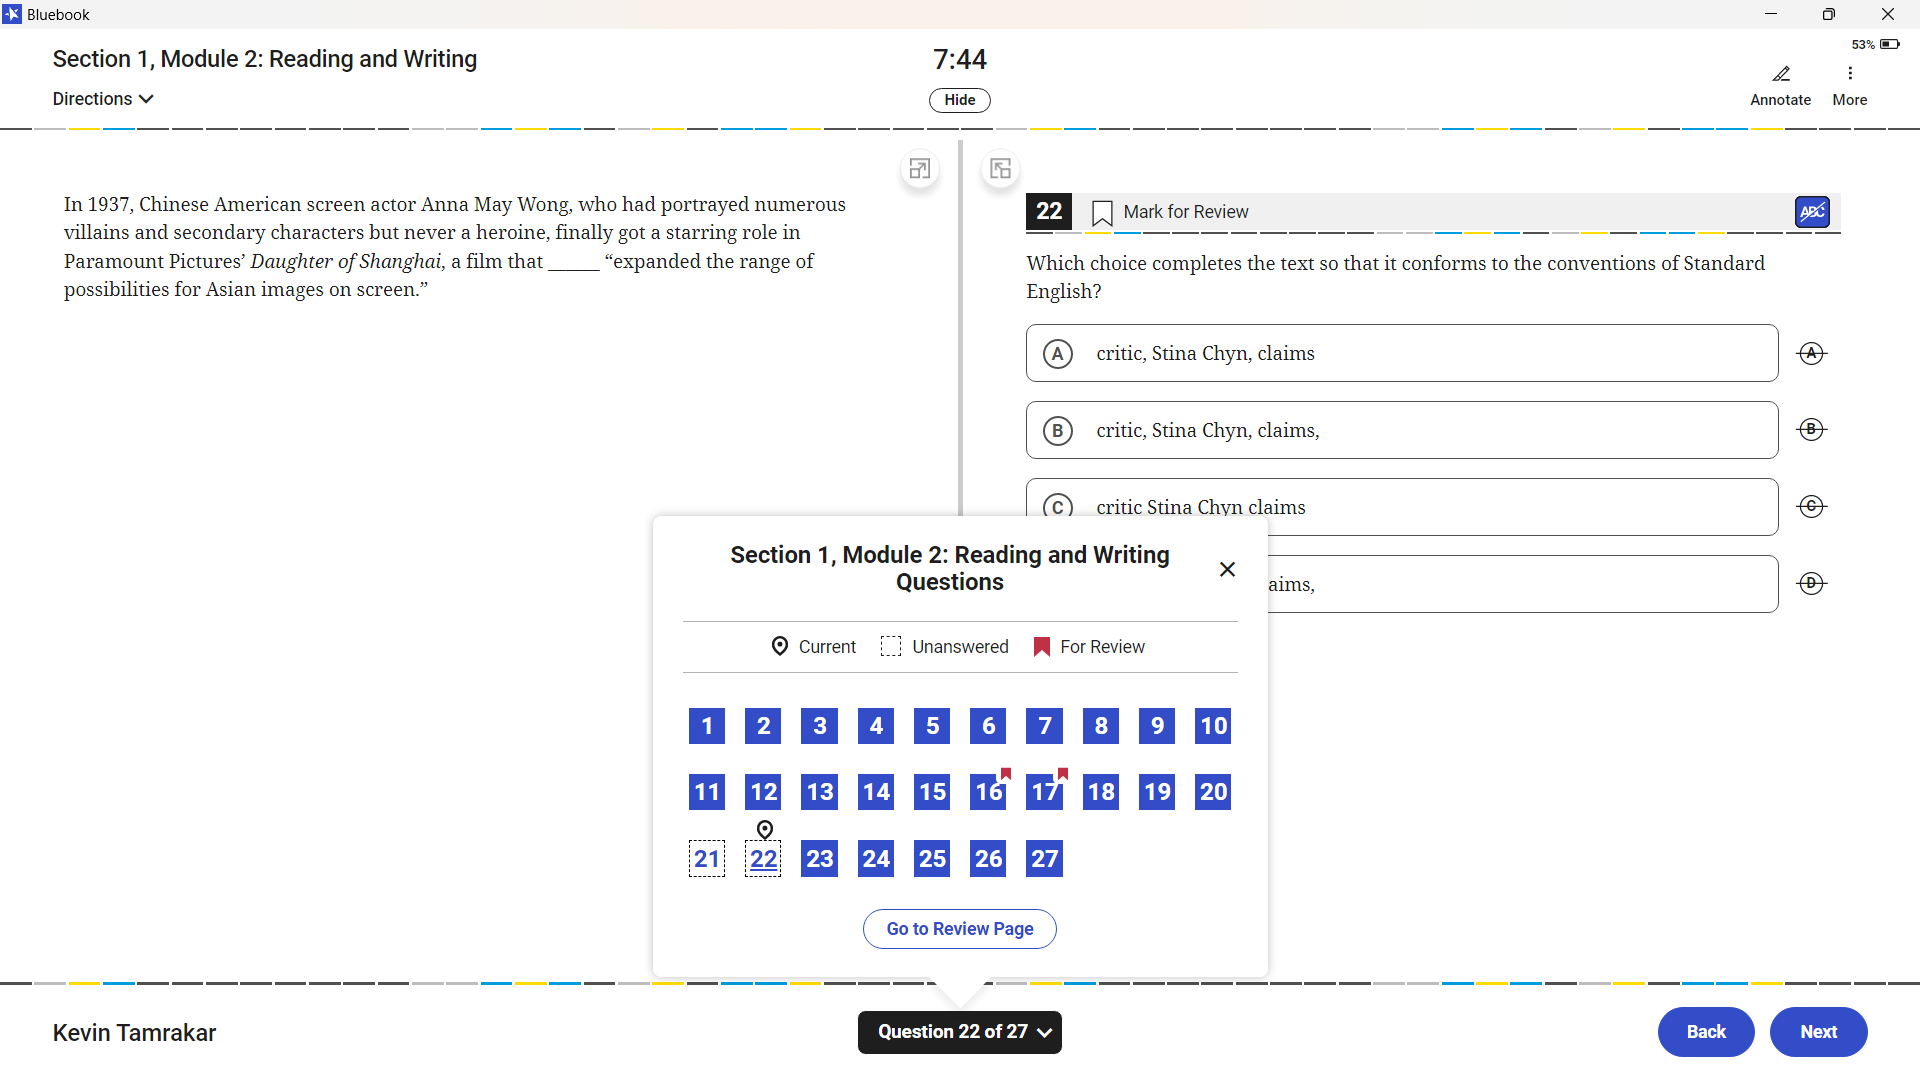 Bluebook
Section 1, Module 2: Reading and Writing
Directions
7:44
Hide
53%
Annotate
More
In 1937, Chinese American screen actor Anna May Wong, who had portrayed numerous
villains and secondary characters but never a heroine, finally got a starring role in
Paramount Pictures’ Daughter of Shanghai, a film that ______ “expanded the range of
possibilities for Asian images on screen.”
22
Mark for Review
ABC
Which choice completes the text so that it conforms to the conventions of Standard
English?
A critic, Stina Chyn, claims A
B critic, Stina Chyn, claims, B
C critic Stina Chyn claims C
aims, D
Section 1, Module 2: Reading and Writing
Questions
Current
Unanswered
For Review
1 2 3 4 5 6 7 8 9 10
11 12 13 14 15 16 17 18 19 20
21 22 23 24 25 26 27
Go to Review Page
Kevin Tamrakar
Question 22 of 27
Back
Next